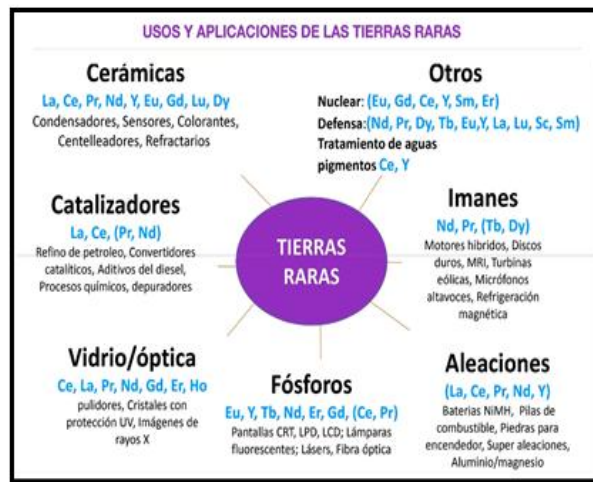 USOS Y APLICACIONES DE LAS TIERRAS RARAS
Cerámicas
La, Ce, Pr, Nd, Y, Eu, Gd, Lu, Dy
Condensadores, Sensores, Colorantes,
Centelleadores, Refractarios
Otros
Nuclear: (Eu, Gd, Ce, Y, Sm, Er)
Defensa: (Nd, Pr, Dy, Tb, Eu,Y, La, Lu, Sc, Sm)
Tratamiento de aguas
pigmentos Ce, Y
Catalizadores
La, Ce, (Pr, Nd)
Refino de petroleo, Convertidores
catalíticos, Aditivos del diesel,
Procesos químicos, depuradores
TIERRAS
RARAS
Imanes
Nd, Pr, (Tb, Dy)
Motores hibridos, Discos
duros, MRI, Turbinas
eólicas, Micrófonos
altavoces, Refrigeración
magnética
Vidrio/óptica
Ce, La, Pr, Nd, Gd, Er, Ho
pulidores, Cristales con
protección UV, Imágenes de
rayos X
Fósforos
Eu, Y, Tb, Nd, Er, Gd, (Ce, Pr)
Pantallas CRT, LPD, LCD; Lámparas
fluorescentes; Lásers, Fibra óptica
Aleaciones
(La, Ce, Pr, Nd, Y)
Baterias NiMH, Pilas de
combustible, Piedras para
encendedor, Super aleaciones,
Aluminio/magnesio